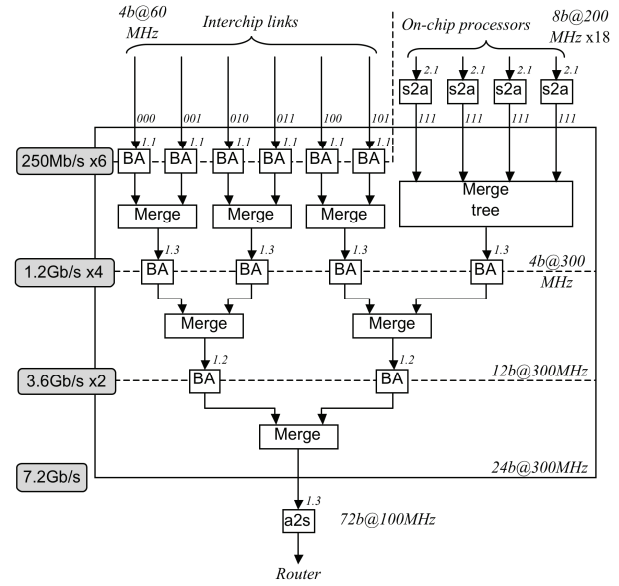 4b@60
MHz
Interchip links
On-chip processors
8b@200
MHz x18
2.1 2.1 2.1 2.1
s2a s2a s2a s2a
000 001 010 011 100 101 111 111 111 111
1.1 1.1 1.1 1.1 1.1 1.1
250Mb/s x6
BA BA BA BA BA BA
Merge Merge Merge
Merge
tree
1.3 1.3 1.3 1.3
1.2Gb/s x4
BA BA BA BA
4b@300
MHz
Merge Merge
1.2 1.2
3.6Gb/s x2
BA BA
12b@300MHz
Merge
7.2Gb/s
24b@300MHz
1.3
a2s
72b@100MHz
Router